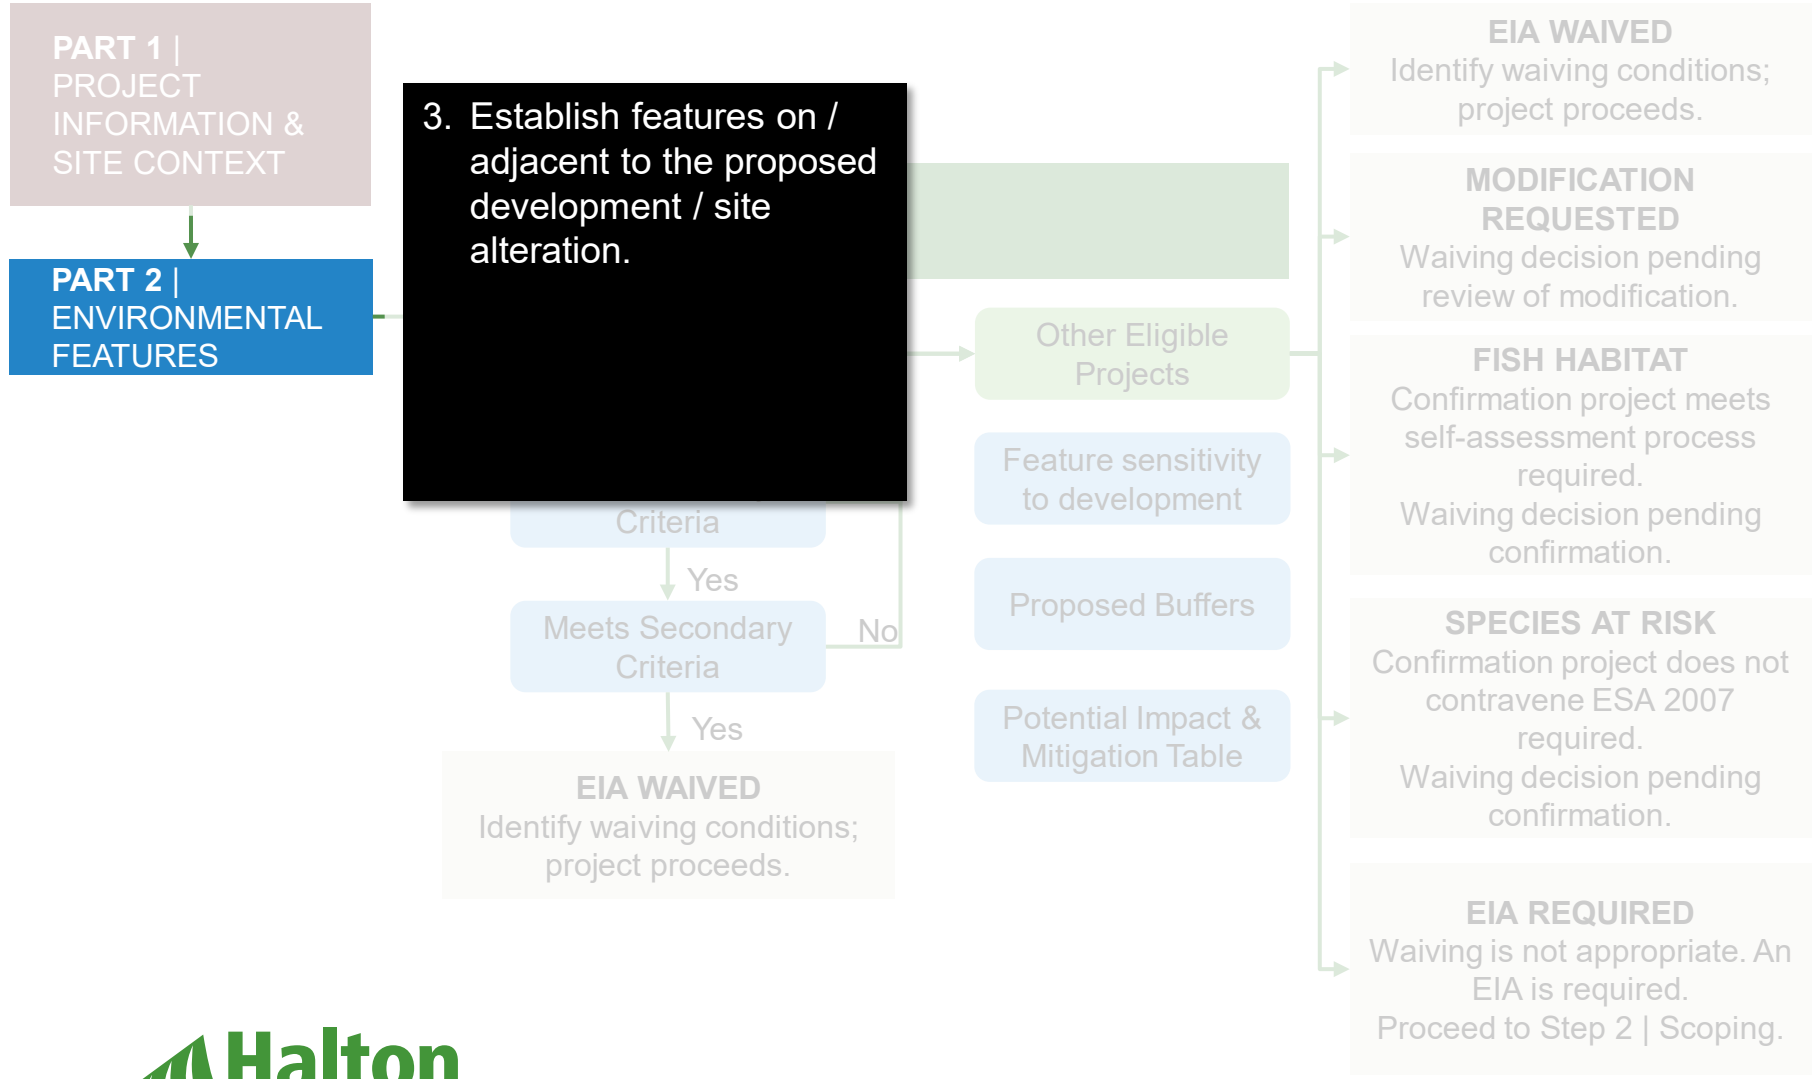 PART 1 |
PROJECT
INFORMATION &
SITE CONTEXT
PART 2 |
ENVIRONMENTAL
FEATURES
3. Establish features on /
adjacent to the proposed
development / site
alteration.
Criteria
Yes
Meets Secondary
Criteria
No
Yes
EIA WAIVED
Identify waiving conditions;
project proceeds.
Other Eligible
Projects
Feature sensitivity
to development
Proposed Buffers
Potential Impact &
Mitigation Table
EIA WAIVED
Identify waiving conditions;
project proceeds.
MODIFICATION
REQUESTED
Waiving decision pending
review of modification.
FISH HABITAT
Confirmation project meets
self-assessment process
required.
Waiving decision pending
confirmation.
SPECIES AT RISK
Confirmation project does not
contravene ESA 2007
required.
Waiving decision pending
confirmation.
EIA REQUIRED
Waiving is not appropriate. An
EIA is required.
Proceed to Step 2 | Scoping.
Halton